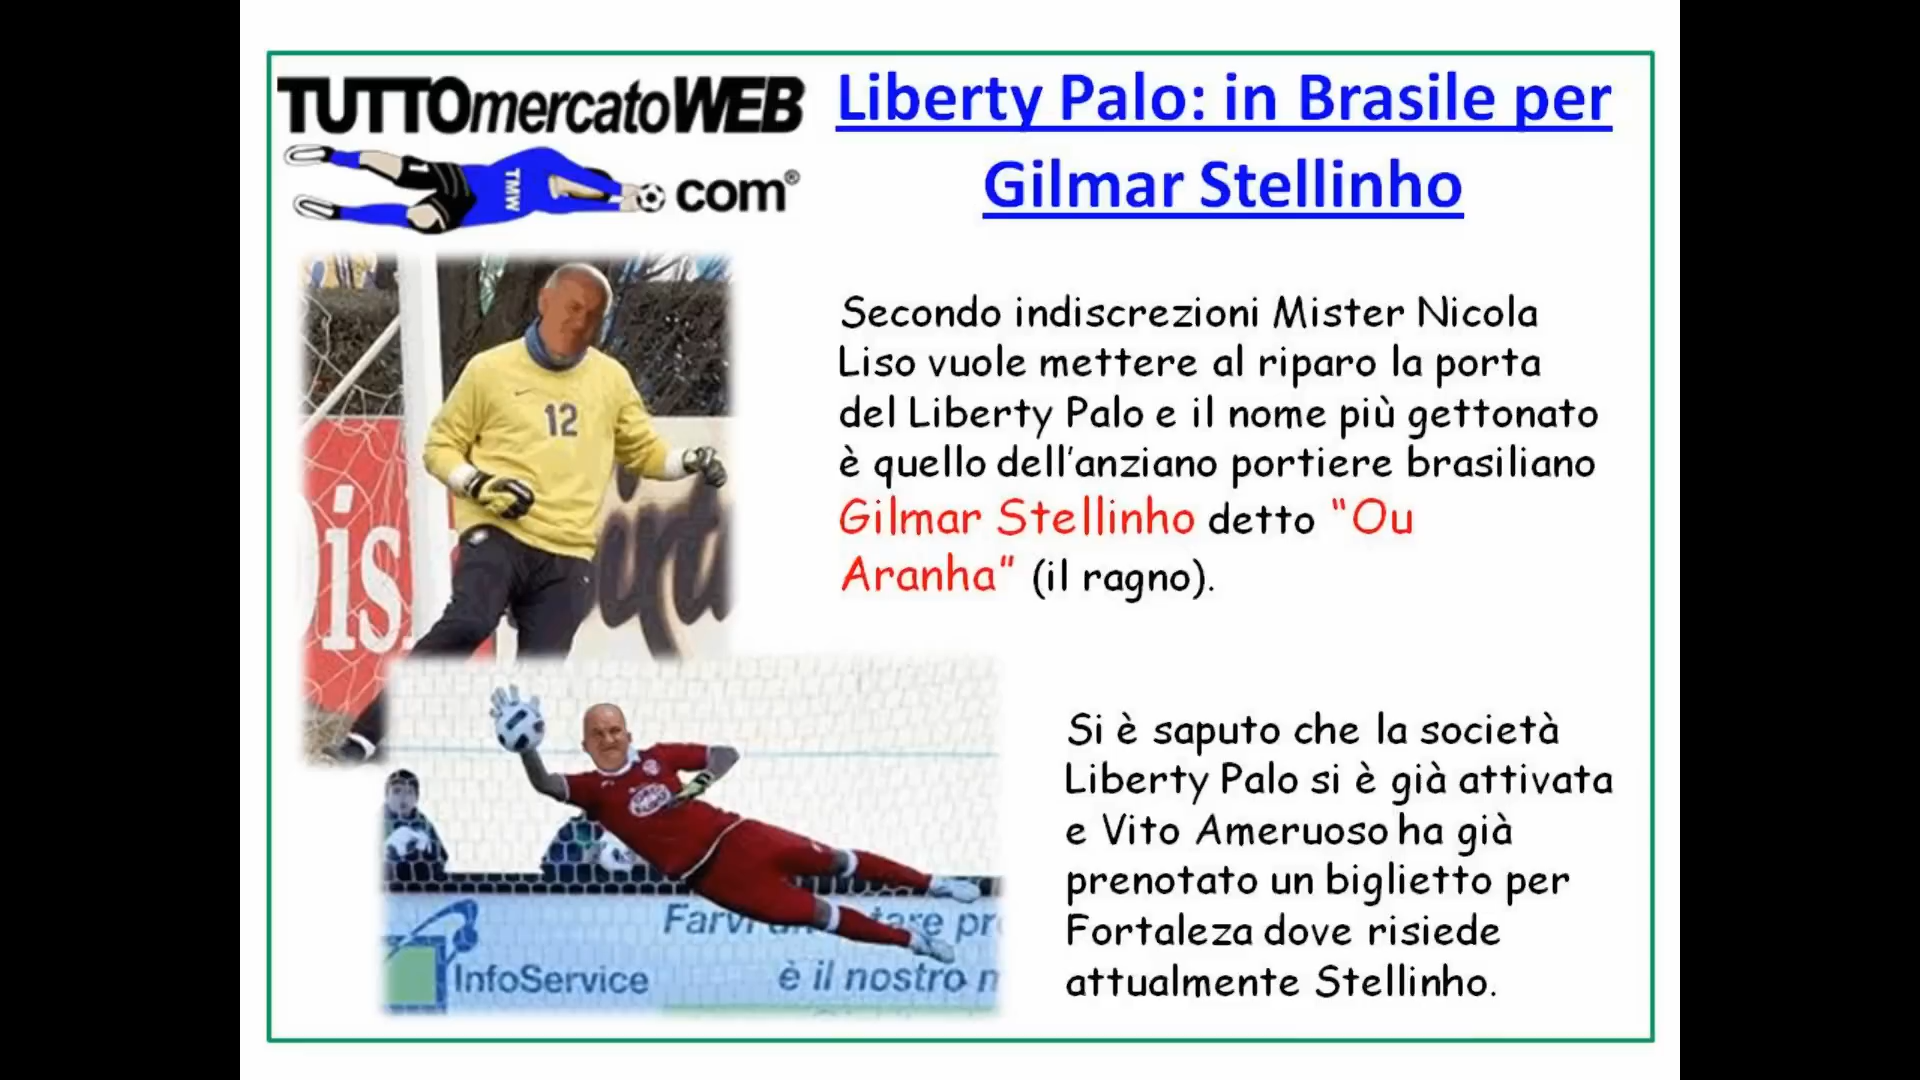 TUTTOmercatoWEB
com®
TMW
1
Liberty Palo: in Brasile per
Gilmar Stellinho
12
Secondo indiscrezioni Mister Nicola
Liso vuole mettere al riparo la porta
del Liberty Palo e il nome più gettonato
è quello dell'anziano portiere brasiliano
Gilmar Stellinho detto "Ou
Aranha" (il ragno).
Si è saputo che la società
Liberty Palo si è già attivata
e Vito Ameruoso ha già
prenotato un biglietto per
Fortaleza dove risiede
attualmente Stellinho.
InfoService
è il nostro